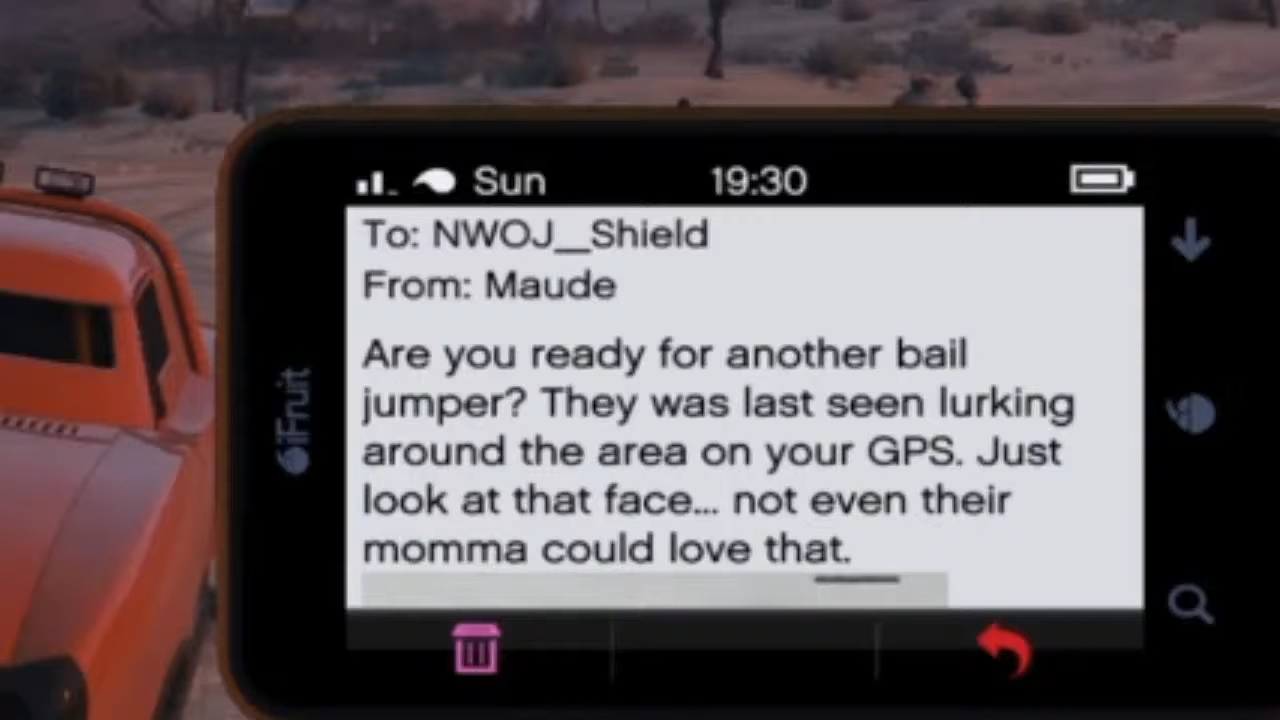 Sun 19:30
To: NWOJ__Shield
From: Maude
Are you ready for another bail
jumper? They was last seen lurking
around the area on your GPS. Just
look at that face... not even their
momma could love that.
iFruit